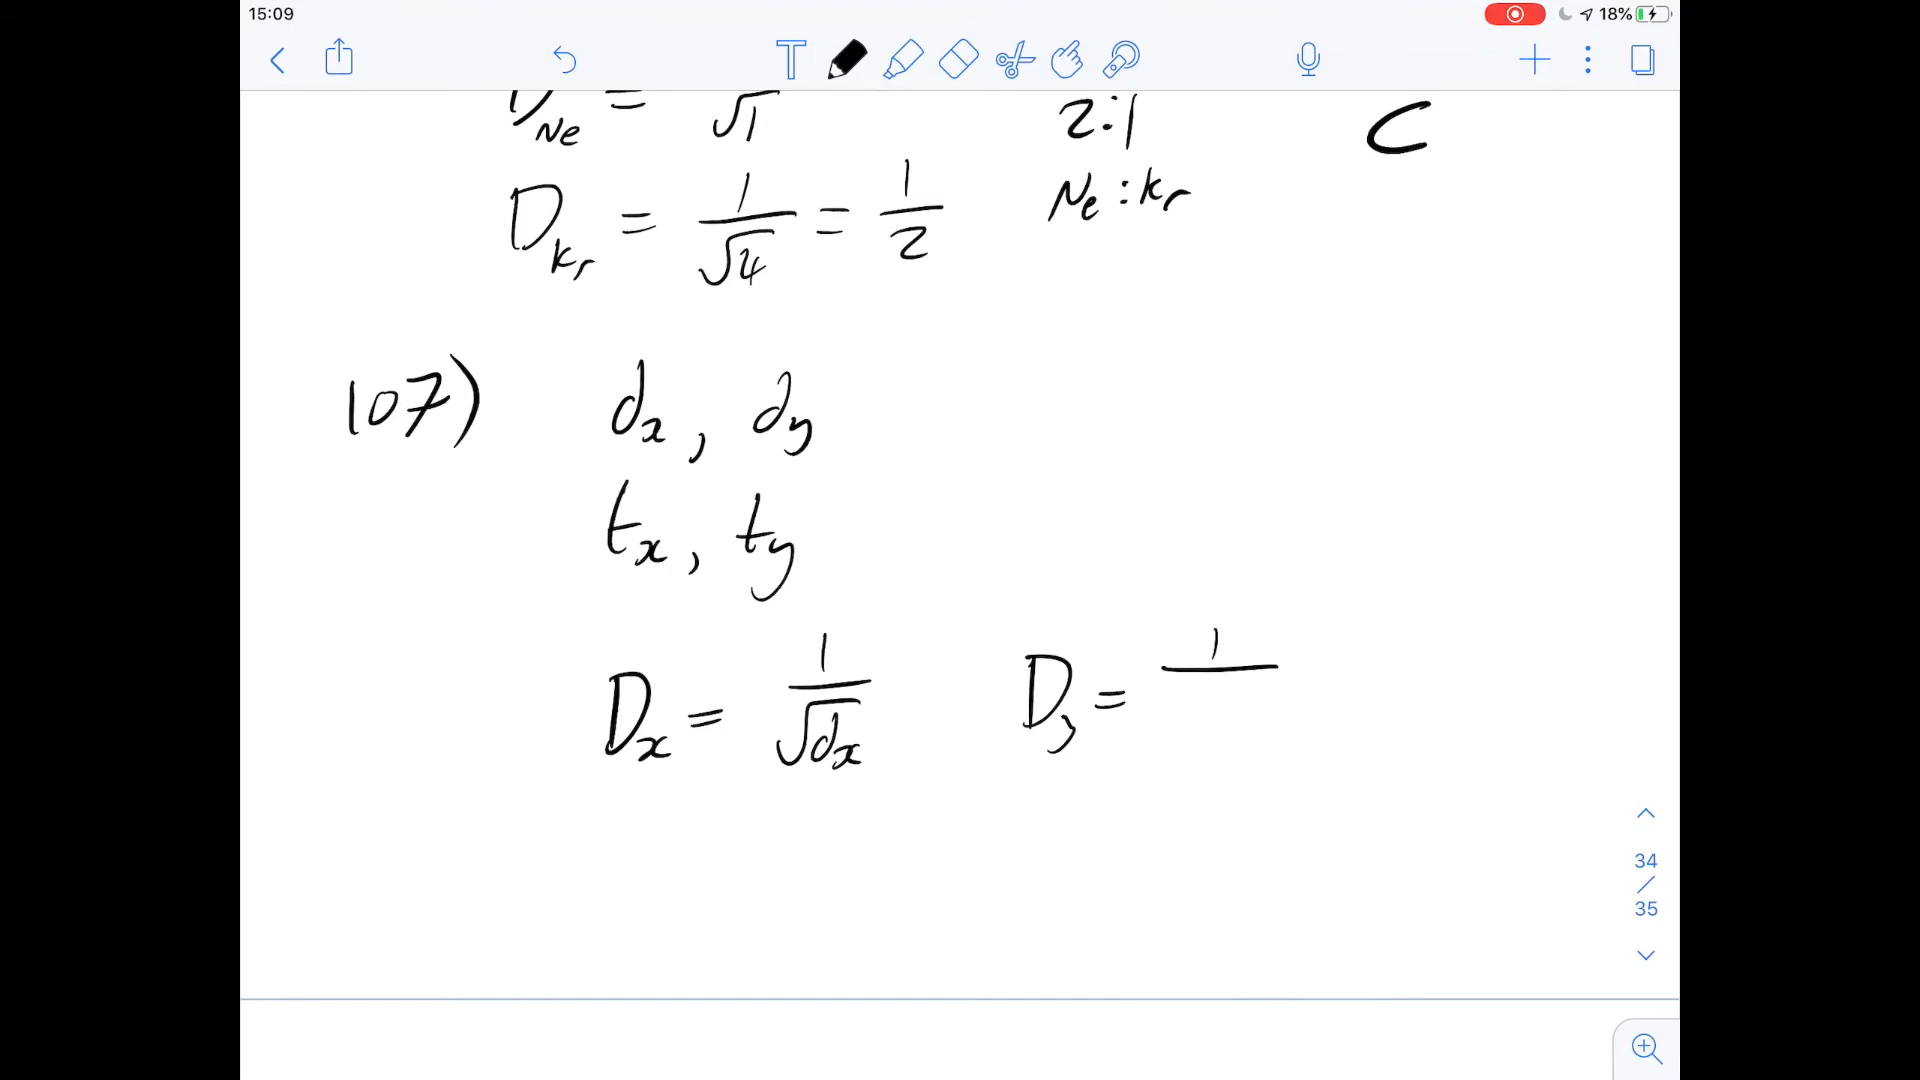 15:09 18%
T
D_Ne = √1 2:1 C
D_Kr = 1/√4 = 1/2 Ne:Kr
107) d_x, d_y
t_x, t_y
D_x = 1/√d_x D_y = 1/
34
/
35